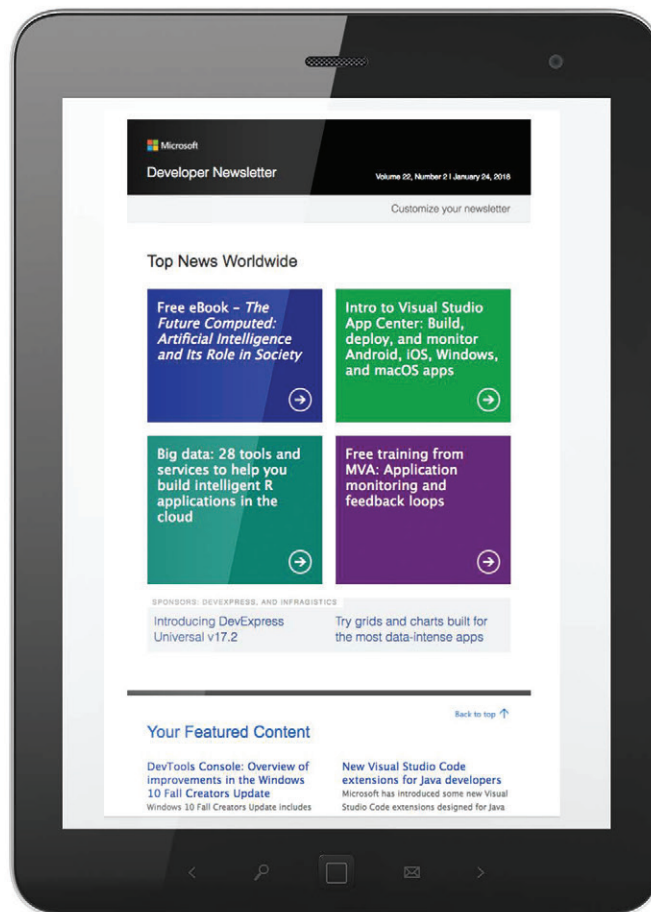 Microsoft
Developer Newsletter
Volume 22, Number 2 | January 24, 2018
Customize your newsletter
Top News Worldwide
Free eBook – The
Future Computed:
Artificial Intelligence
and Its Role in Society
Intro to Visual Studio
App Center: Build,
deploy, and monitor
Android, iOS, Windows,
and macOS apps
Big data: 28 tools and
services to help you
build intelligent R
applications in the
cloud
Free training from
MVA: Application
monitoring and
feedback loops
SPONSORS: DEVEXPRESS, AND INFRAGISTICS
Introducing DevExpress
Universal v17.2
Try grids and charts built for
the most data-intense apps
Back to top
Your Featured Content
DevTools Console: Overview of
improvements in the Windows
10 Fall Creators Update
Windows 10 Fall Creators Update includes
New Visual Studio Code
extensions for Java developers
Microsoft has introduced some new Visual
Studio Code extensions designed for Java